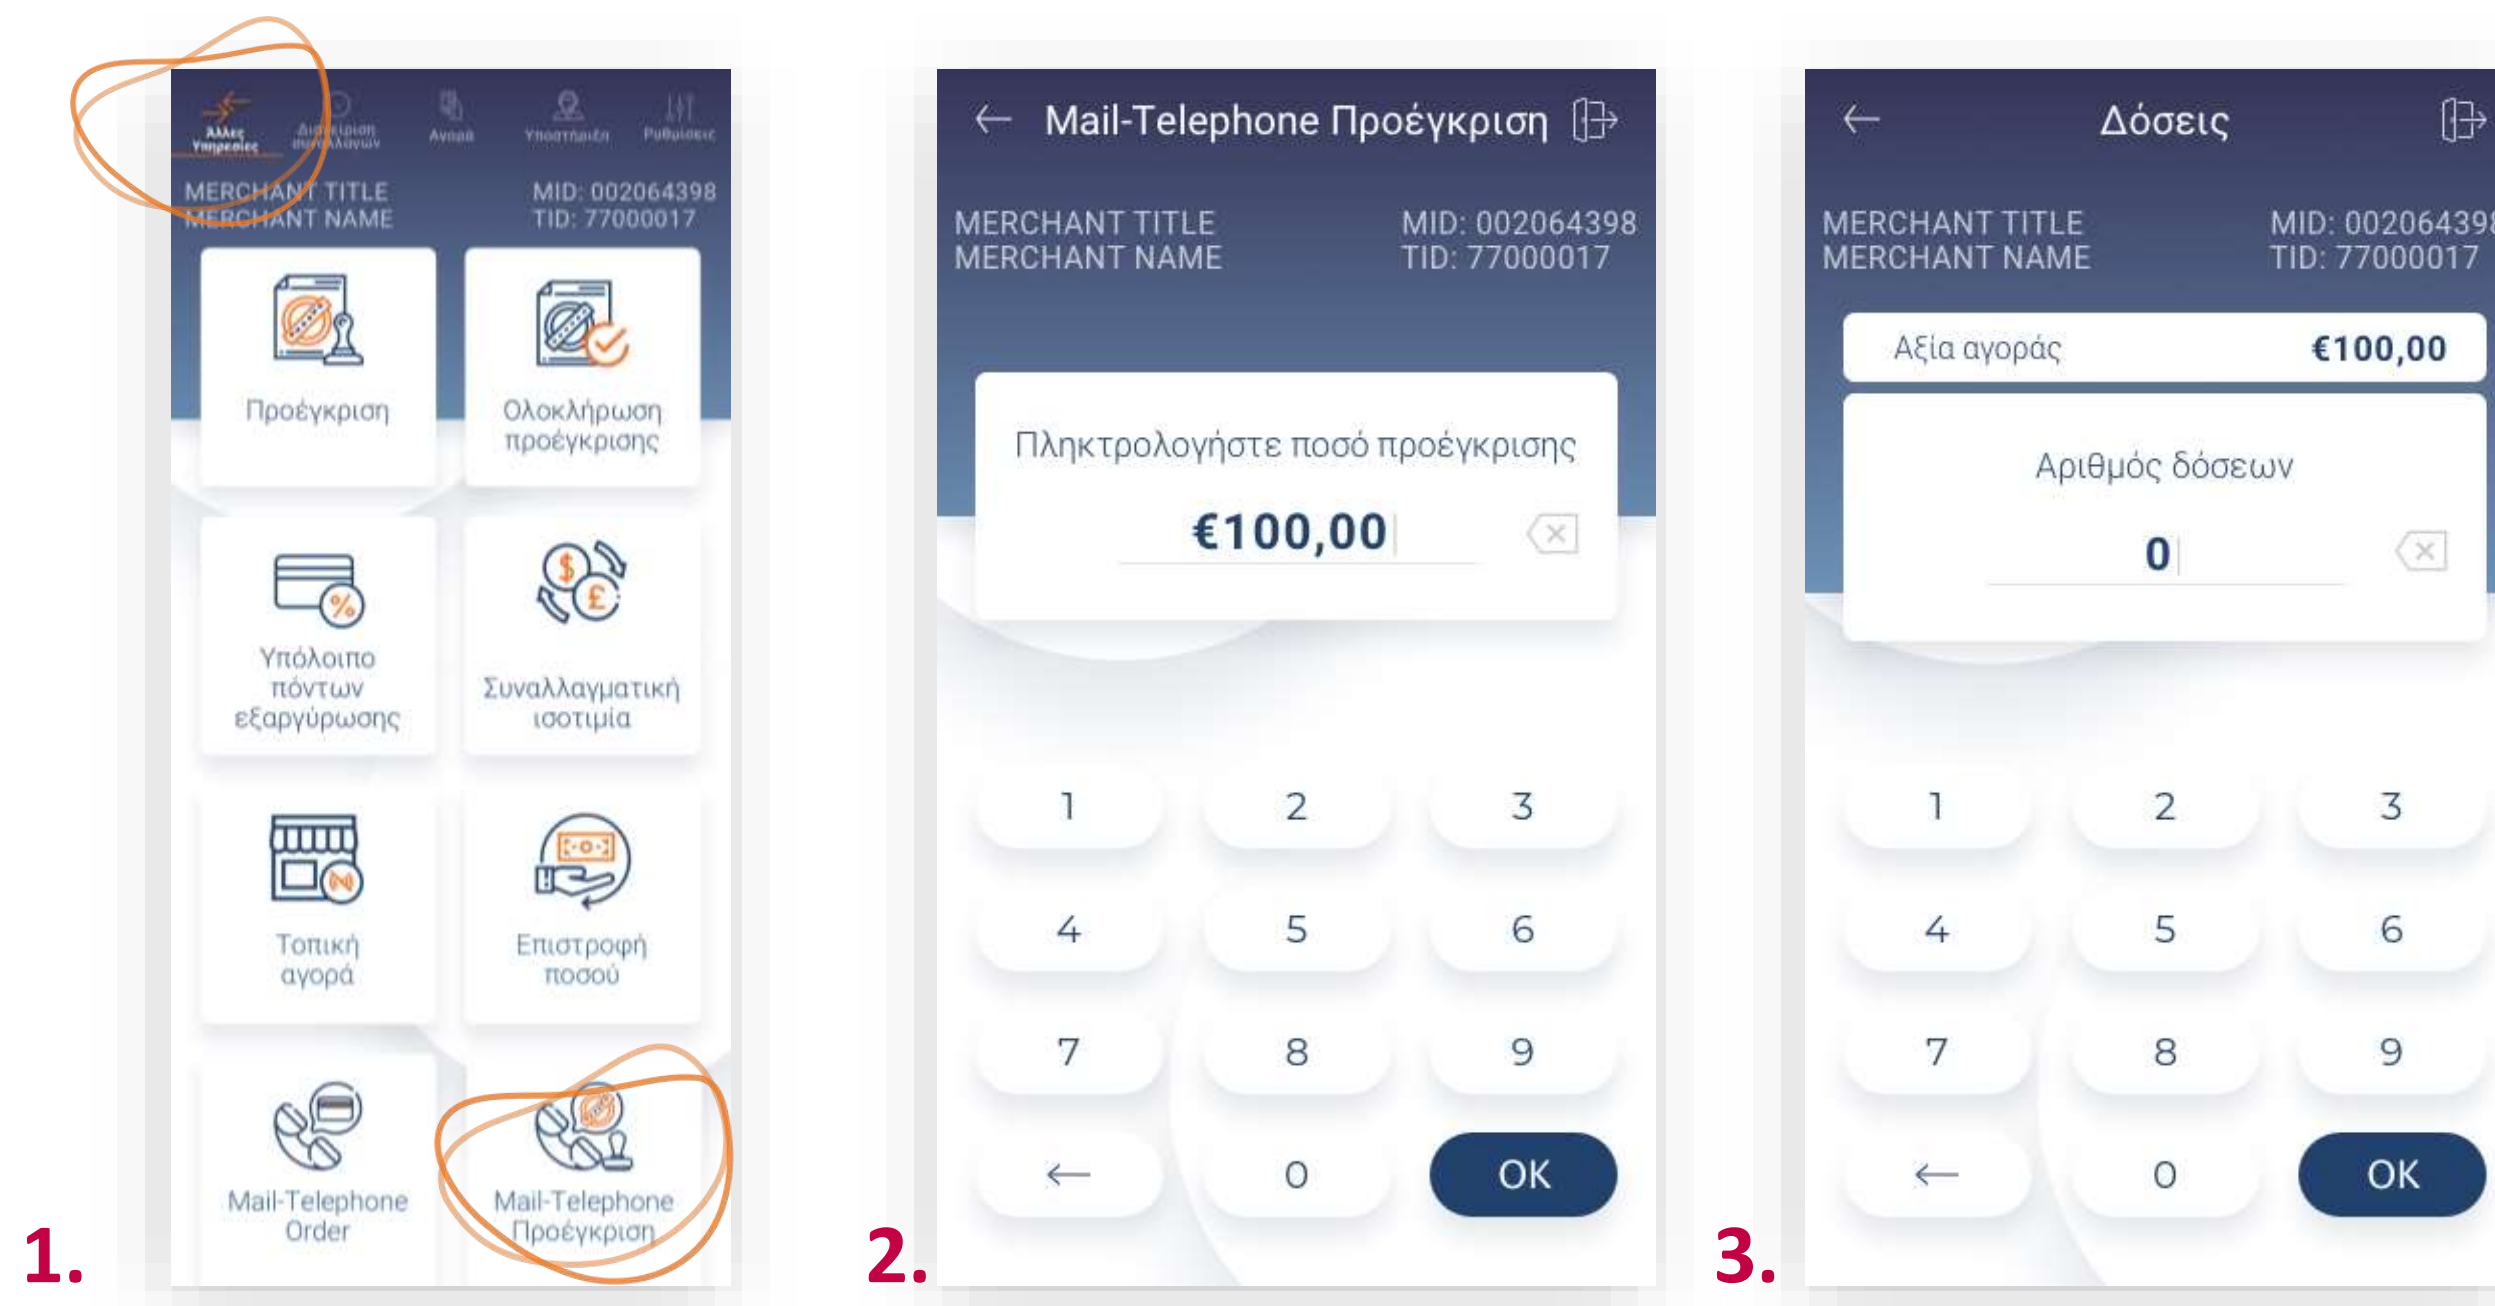 Άλλες
Υπηρεσίες
Διαχείριση
συναλλαγών
Αγορά
Υποστήριξη
Ρυθμίσεις
MERCHANT TITLE
MERCHANT NAME
MID: 002064398
TID: 77000017
Προέγκριση
Ολοκλήρωση
προέγκρισης
Υπόλοιπο
πόντων
εξαργύρωσης
Συναλλαγματική
ισοτιμία
Τοπική
αγορά
Επιστροφή
ποσού
Mail-Telephone
Order
Mail-Telephone
Προέγκριση
1.
Mail-Telephone Προέγκριση
MERCHANT TITLE
MERCHANT NAME
MID: 002064398
TID: 77000017
Πληκτρολογήστε ποσό προέγκρισης
€100,00
1 2 3
4 5 6
7 8 9
0 OK
2.
Δόσεις
MERCHANT TITLE
MERCHANT NAME
MID: 002064398
TID: 77000017
Αξία αγοράς €100,00
Αριθμός δόσεων
0
1 2 3
4 5 6
7 8 9
0 OK
3.